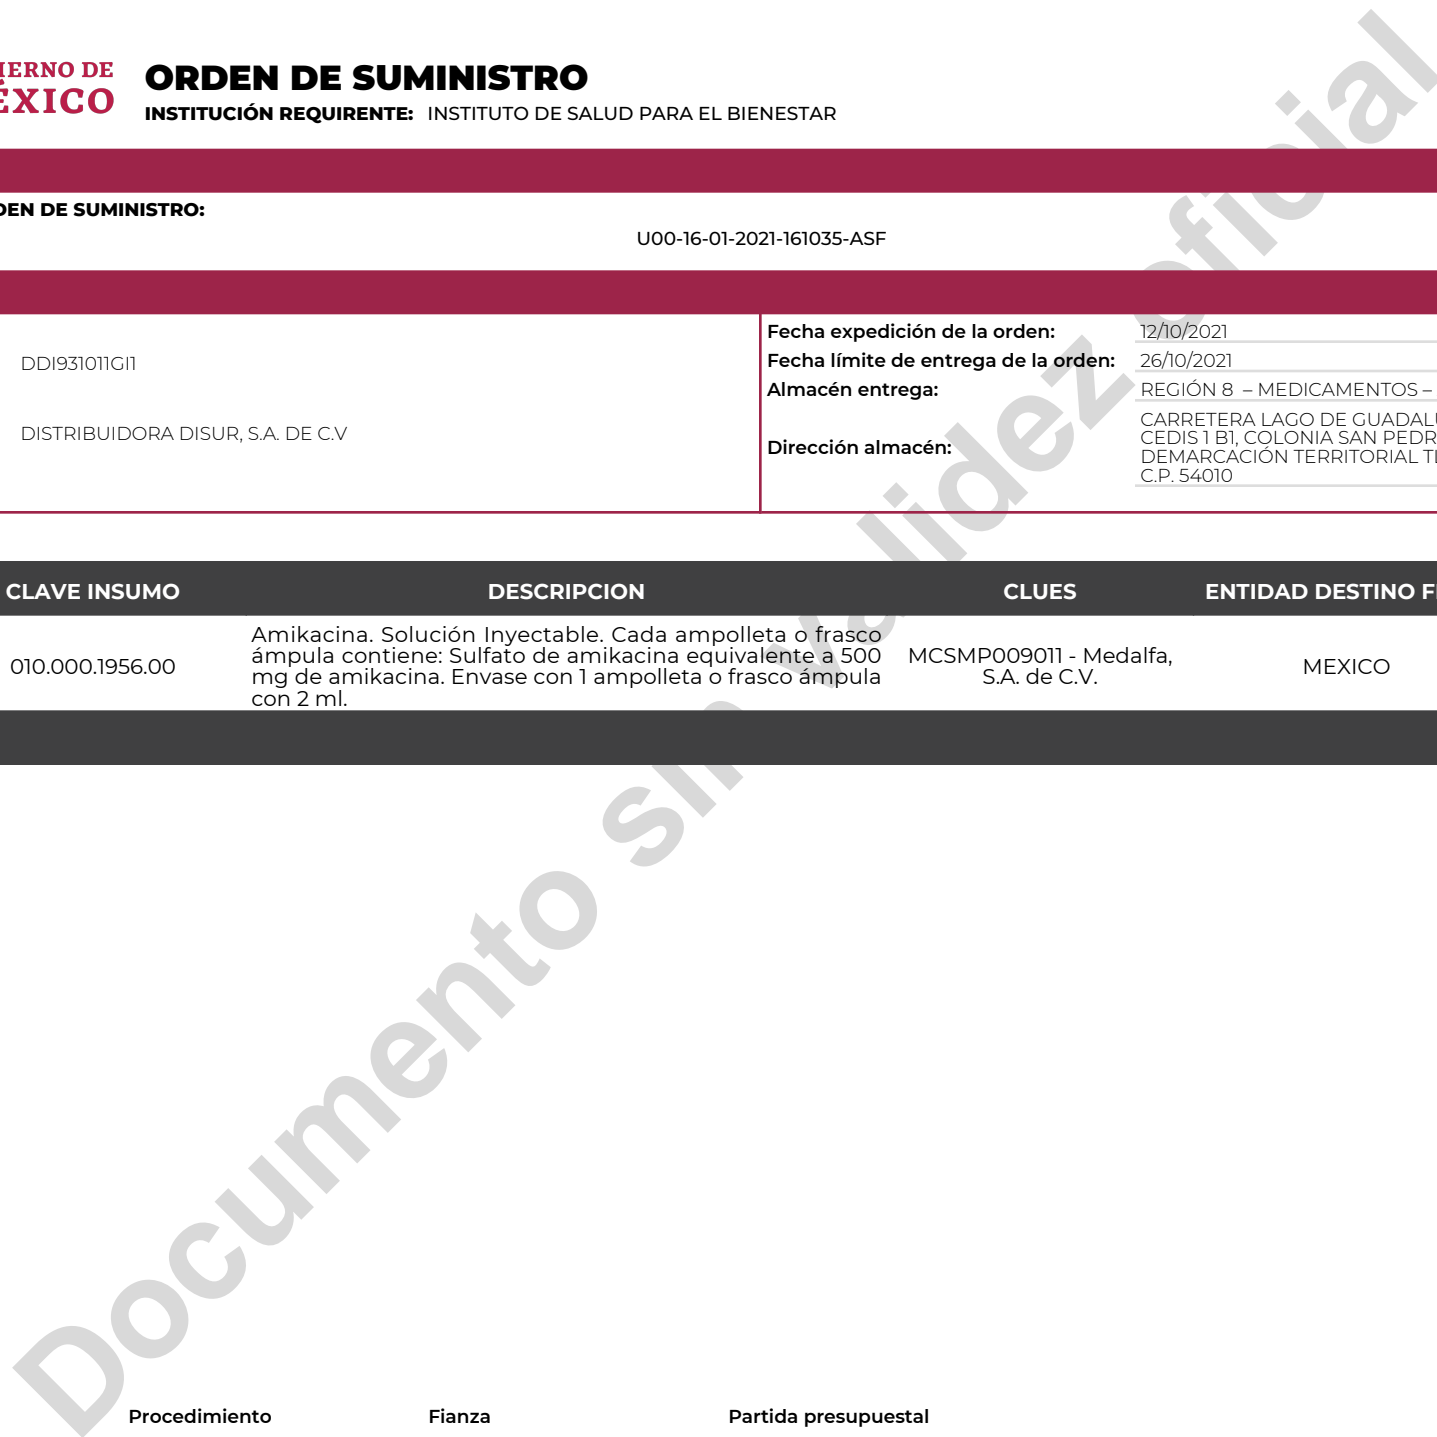 IERNO DE
ÉXICO
ORDEN DE SUMINISTRO
INSTITUCIÓN REQUIRENTE: INSTITUTO DE SALUD PARA EL BIENESTAR
DEN DE SUMINISTRO:
U00-16-01-2021-161035-ASF
DDI931011GI1
DISTRIBUIDORA DISUR, S.A. DE C.V
Fecha expedición de la orden: 12/10/2021
Fecha límite de entrega de la orden: 26/10/2021
Almacén entrega: REGIÓN 8 – MEDICAMENTOS –
Dirección almacén:
CARRETERA LAGO DE GUADALU
CEDIS 1 B1, COLONIA SAN PEDR
DEMARCACIÓN TERRITORIAL TL
C.P. 54010
CLAVE INSUMO DESCRIPCION CLUES ENTIDAD DESTINO FI
010.000.1956.00
Amikacina. Solución Inyectable. Cada ampolleta o frasco
ámpula contiene: Sulfato de amikacina equivalente a 500
mg de amikacina. Envase con 1 ampolleta o frasco ámpula
con 2 ml.
MCSMP009011 - Medalfa,
S.A. de C.V.
MEXICO
Documento sin validez oficial
Procedimiento Fianza Partida presupuestal